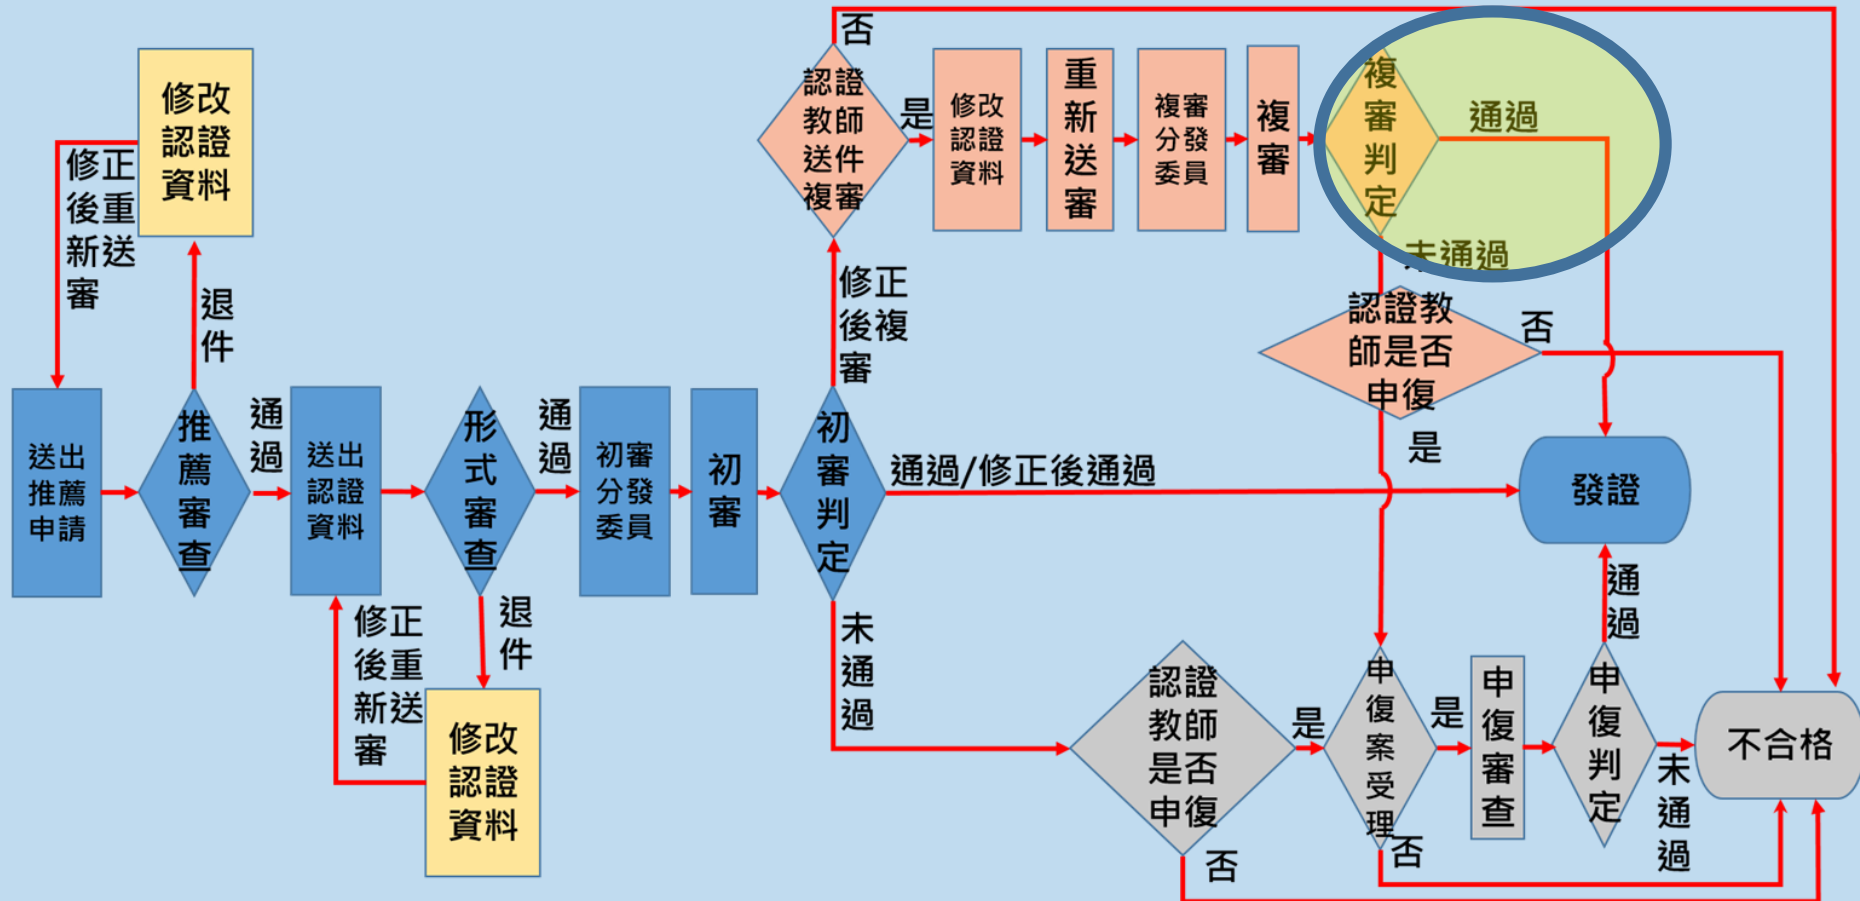 否
修改
認證
資料
修正
後重
新送
審
退
件
認證
教師
送件
複審
是
修改
認證
資料
重
新
送
審
複審
分發
委員
複
審
複
審
判
定
通過
未通過
修正
後複
審
認證教
師是否
申復
否
是
送出
推薦
申請
推
薦
審
查
通
過
送出
認證
資料
形
式
審
查
通
過
初審
分發
委員
初
審
初
審
判
定
通過/修正後通過
發證
修正
後重
新送
審
退
件
修改
認證
資料
未
通
過
認證
教師
是否
申復
是
否
申
復
案
受
理
是
否
申
復
審
查
申
復
判
定
通
過
未
通
過
不合格